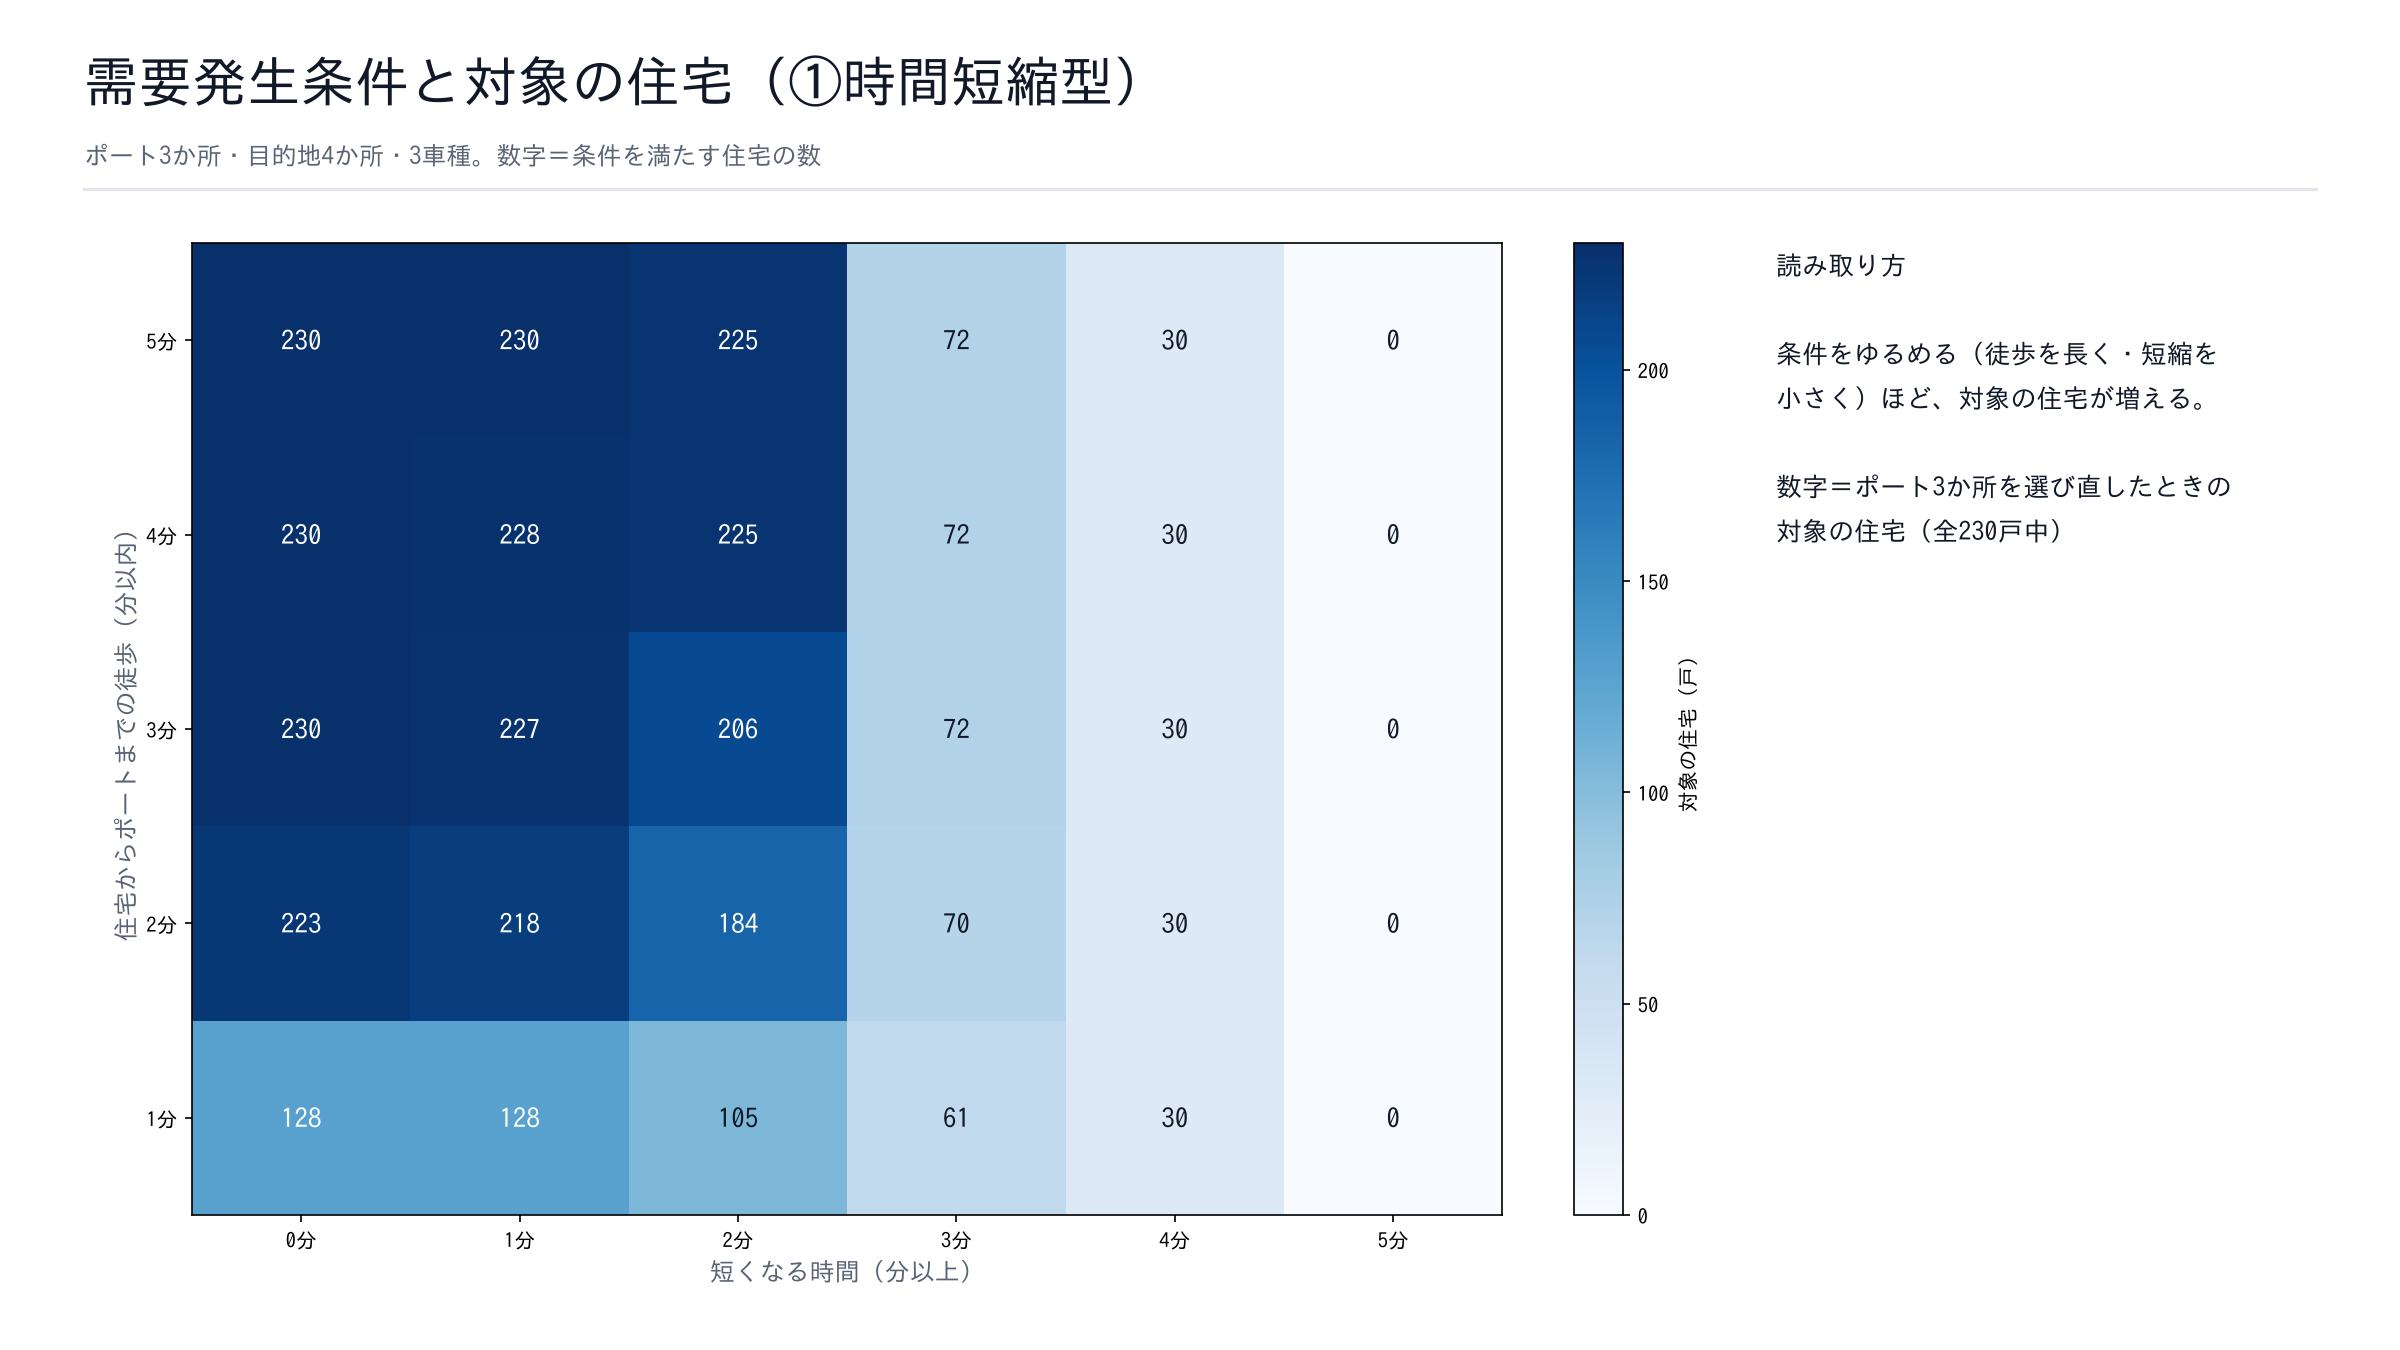 需要発生条件と対象の住宅（①時間短縮型）
ポート3か所・目的地4か所・3車種。数字＝条件を満たす住宅の数
住宅からポートまでの徒歩（分以内）
5分 230 230 225 72 30 0
4分 230 228 225 72 30 0
3分 230 227 206 72 30 0
2分 223 218 184 70 30 0
1分 128 128 105 61 30 0
0分 1分 2分 3分 4分 5分
短くなる時間（分以上）
200
150
100
50
0
対象の住宅（戸）
読み取り方
条件をゆるめる（徒歩を長く・短縮を
小さく）ほど、対象の住宅が増える。
数字＝ポート3か所を選び直したときの
対象の住宅（全230戸中）